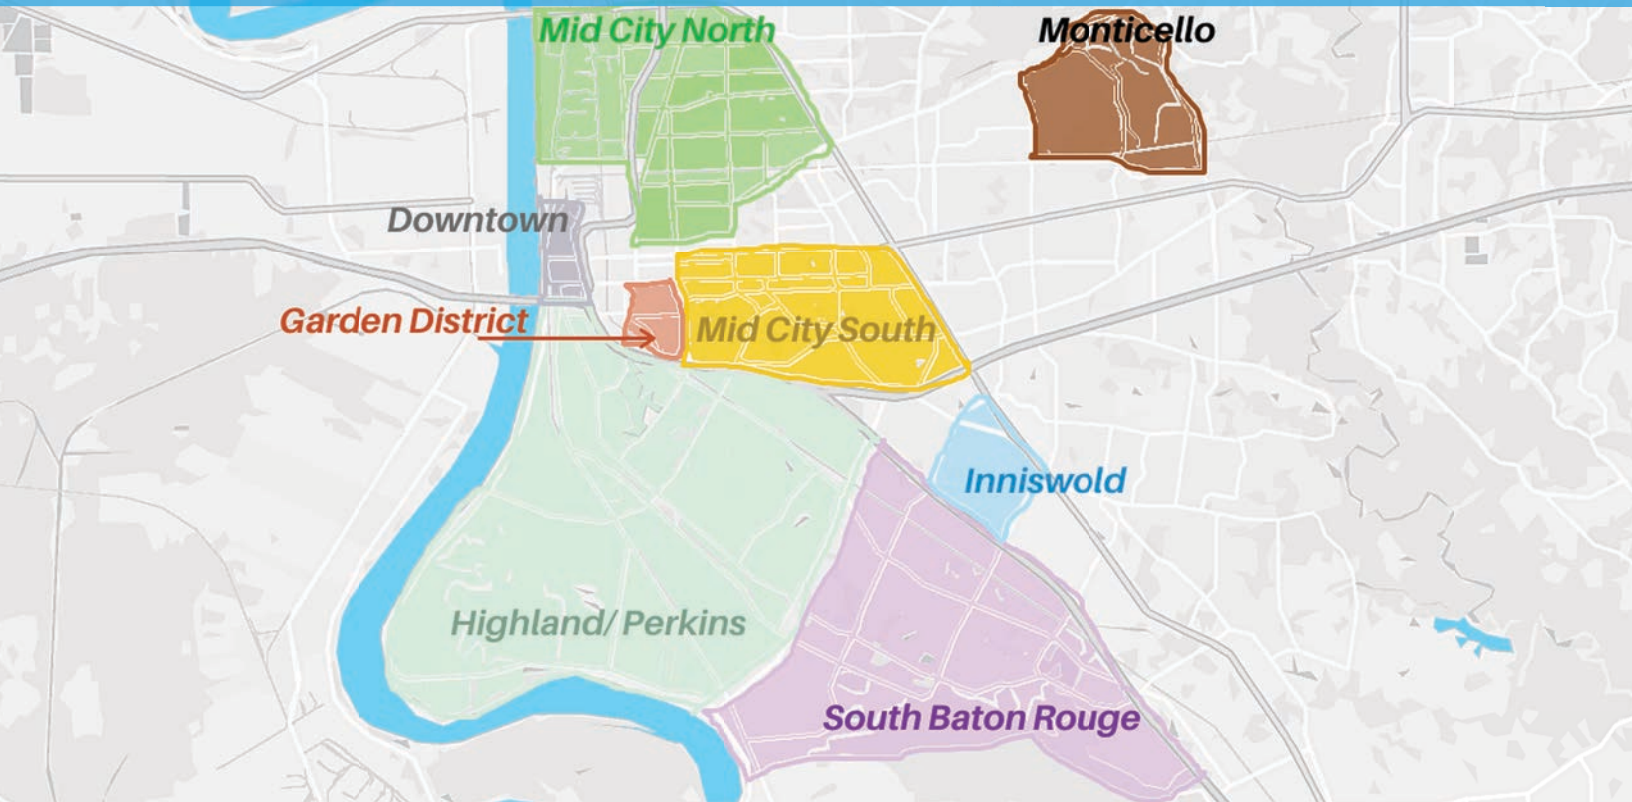 Mid City North
Monticello
Downtown
Garden District
Mid City South
Inniswold
Highland/ Perkins
South Baton Rouge